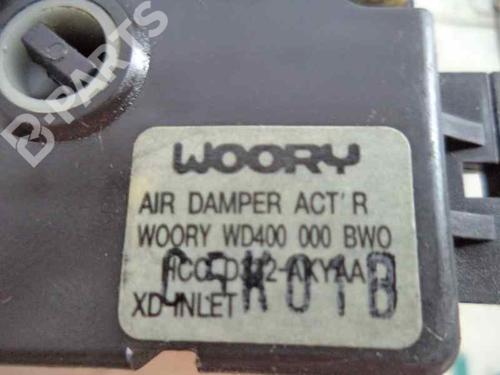 B-PARTS
WOORY
AIR DAMPER ACT'R
WOORY WD400 000 BWO
XD-INLET